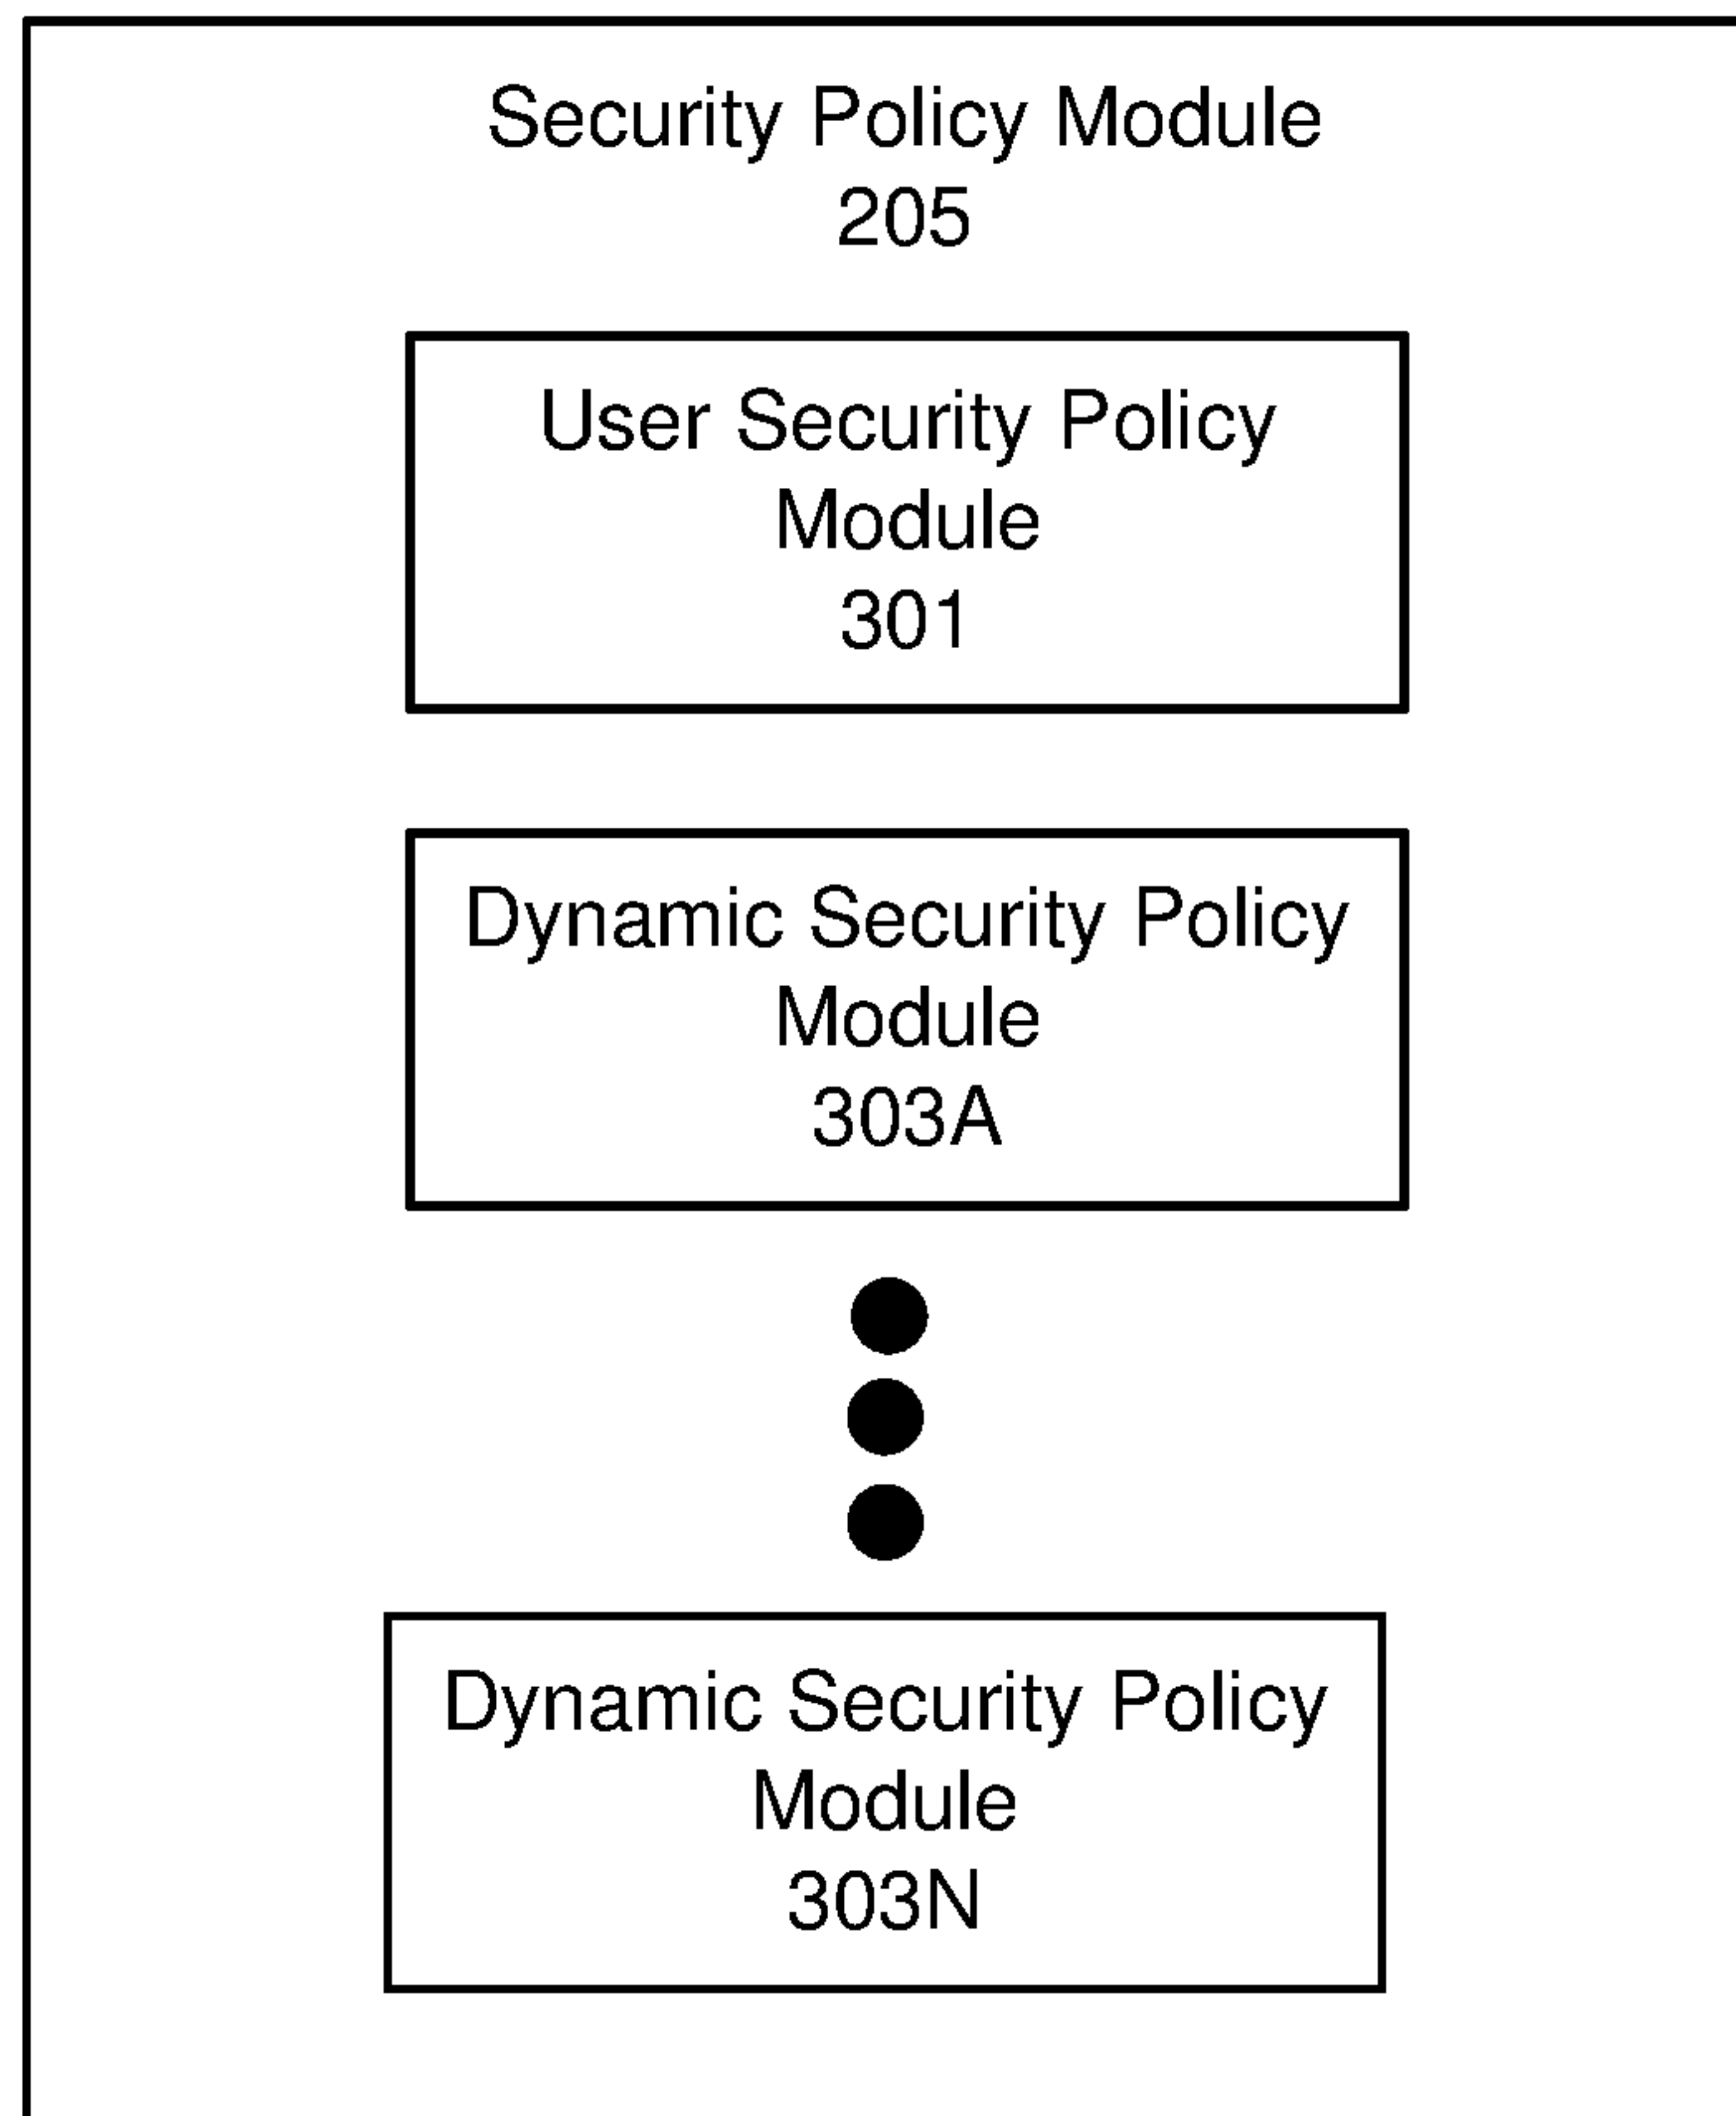 Security Policy Module
205
User Security Policy
Module
301
Dynamic Security Policy
Module
303A
Dynamic Security Policy
Module
303N